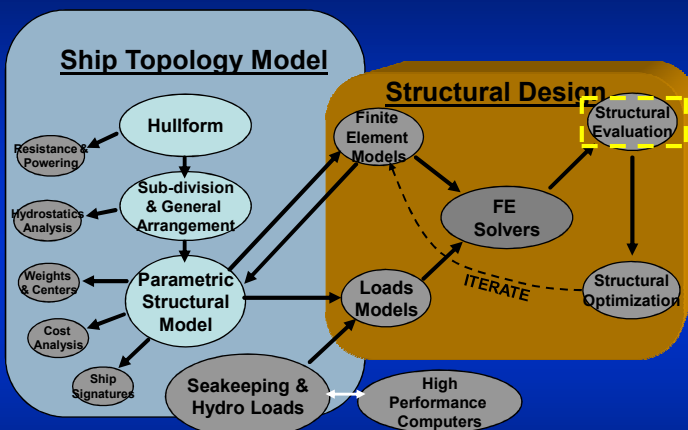 Ship Topology Model
Hullform
Resistance &
Powering
Sub-division
& General
Arrangement
Hydrostatics
Analysis
Parametric
Structural
Model
Weights
& Centers
Cost
Analysis
Ship
Signatures
Seakeeping &
Hydro Loads
High
Performance
Computers
Structural Design
Finite
Element
Models
Structural
Evaluation
FE
Solvers
Loads
Models
ITERATE
Structural
Optimization